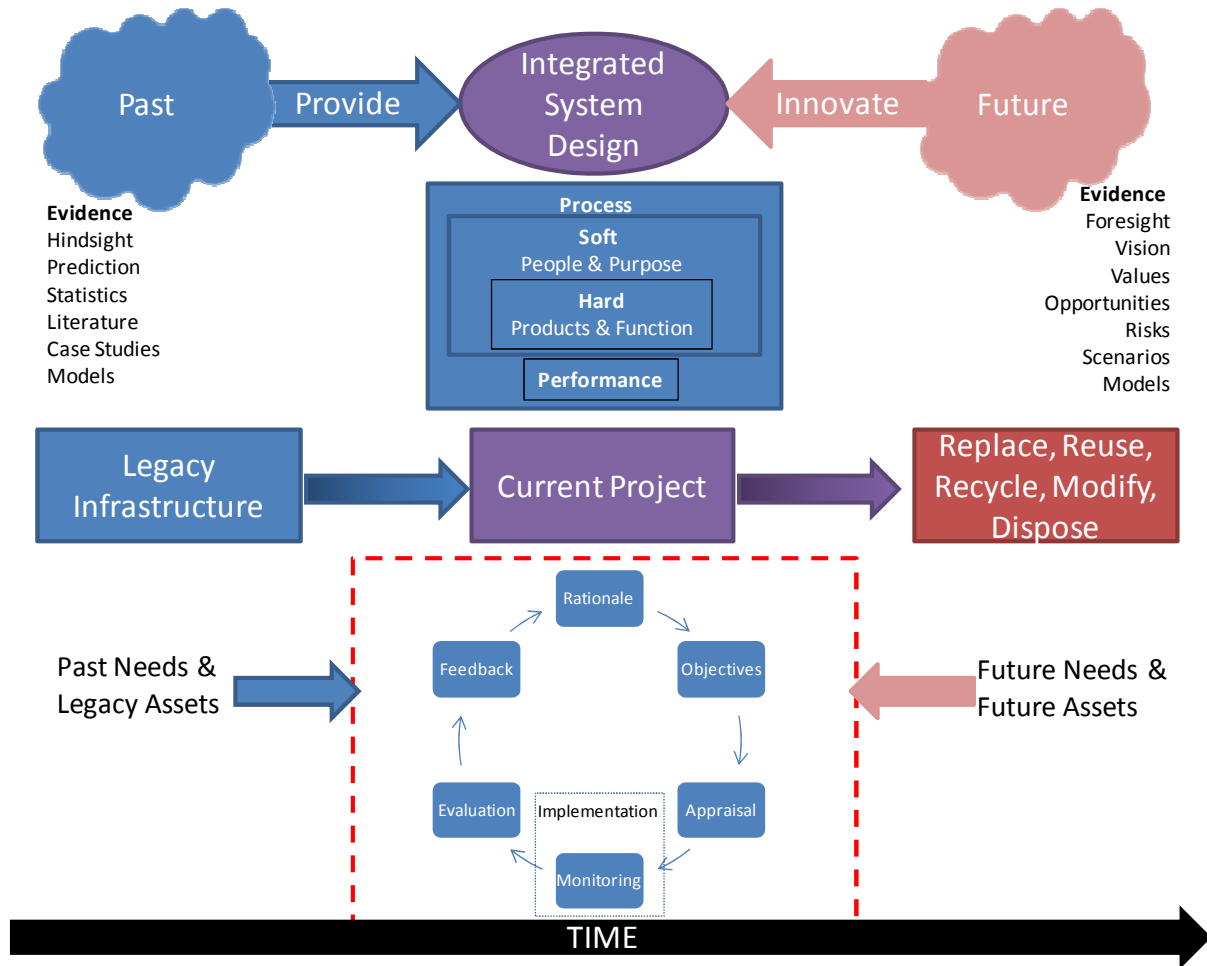 Past
Provide
Integrated
System
Design
Innovate
Future
Evidence
Hindsight
Prediction
Statistics
Literature
Case Studies
Models
Process
Soft
People & Purpose
Hard
Products & Function
Performance
Evidence
Foresight
Vision
Values
Opportunities
Risks
Scenarios
Models
Legacy
Infrastructure
Current Project
Replace, Reuse,
Recycle, Modify,
Dispose
Past Needs &
Legacy Assets
Rationale
Objectives
Appraisal
Implementation
Monitoring
Evaluation
Feedback
Future Needs &
Future Assets
TIME